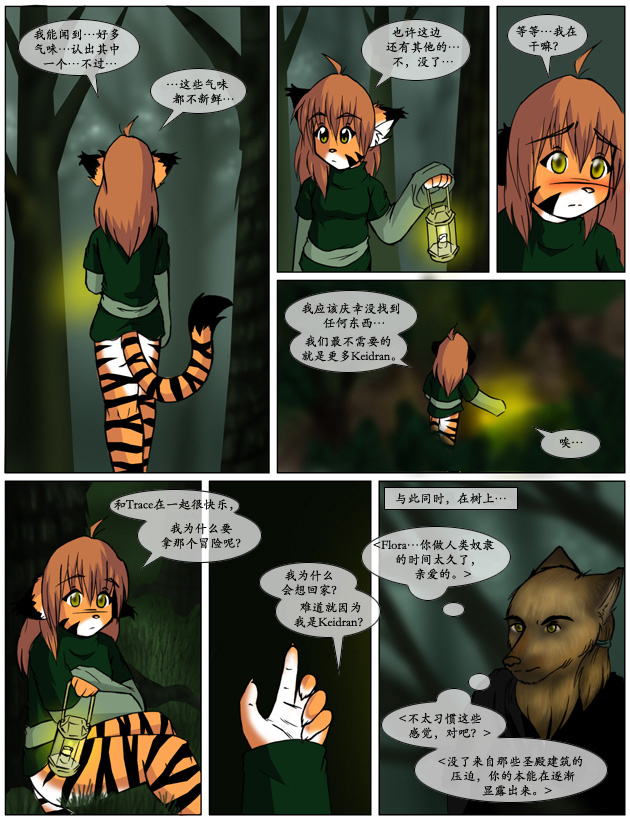 我能闻到…好多
气味…认出其中
一个…不过…
…这些气味
都不新鲜…
也许这边
还有其他的…
不，没了…
等等…我在
干嘛？
我应该庆幸没找到
任何东西…
我们最不需要的
就是更多Keidran。
唉…
和Trace在一起很快乐，
我为什么要
拿那个冒险呢？
我为什么
会想回家？
难道就因为
我是Keidran？
与此同时，在树上…
<Flora…你做人类奴隶
的时间太久了，
亲爱的。>
<不太习惯这些
感觉，对吧？>
<没了来自那些圣殿建筑的
压迫，你的本能在逐渐
显露出来。>